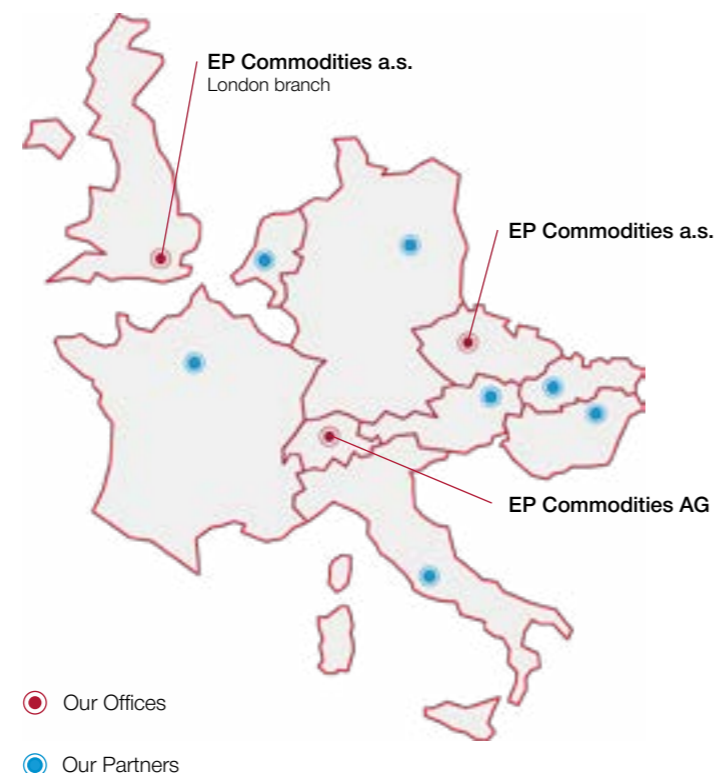 EP Commodities a.s.
London branch
EP Commodities a.s.
EP Commodities AG
Our Offices
Our Partners